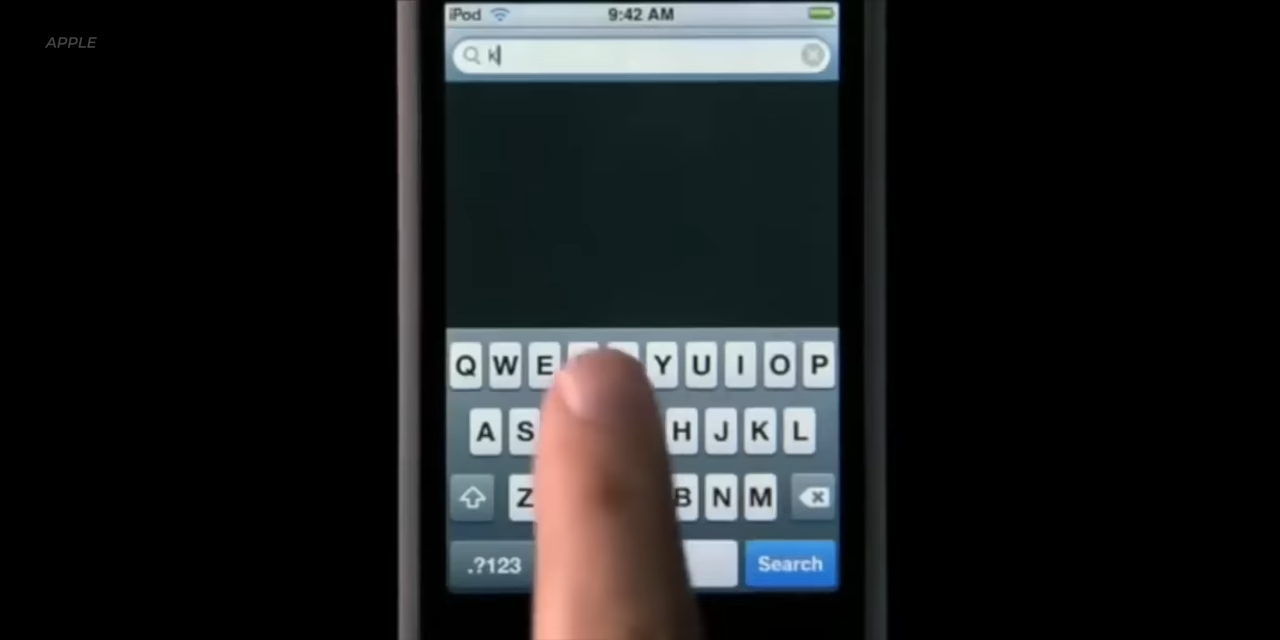 APPLE
iPod 9:42 AM
k
Q W E Y U I O P
A S H J K L
Z B N M
.?123 Search